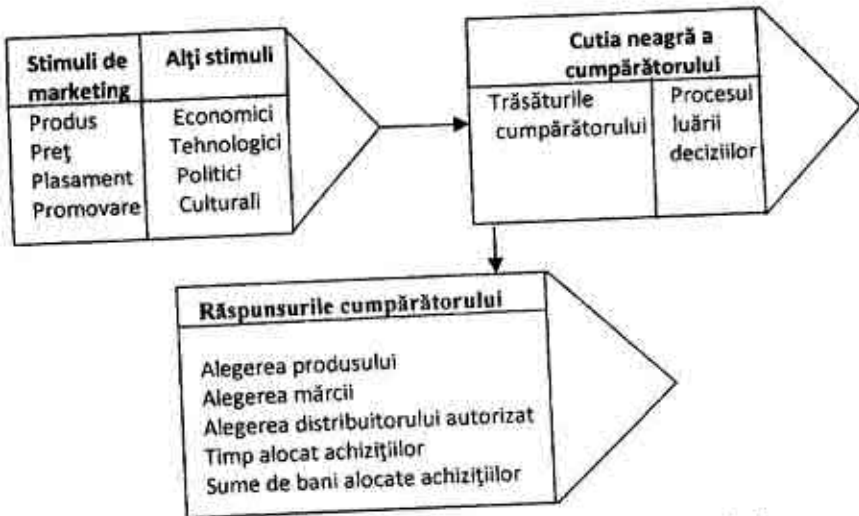 Stimuli de
marketing
Alţi stimuli
Produs
Preţ
Plasament
Promovare
Economici
Tehnologici
Politici
Culturali
Cutia neagră a
cumpărătorului
Trăsăturile
cumpărătorului
Procesul
luării
deciziilor
Răspunsurile cumpărătorului
Alegerea produsului
Alegerea mărcii
Alegerea distribuitorului autorizat
Timp alocat achiziţiilor
Sume de bani alocate achiziţiilor